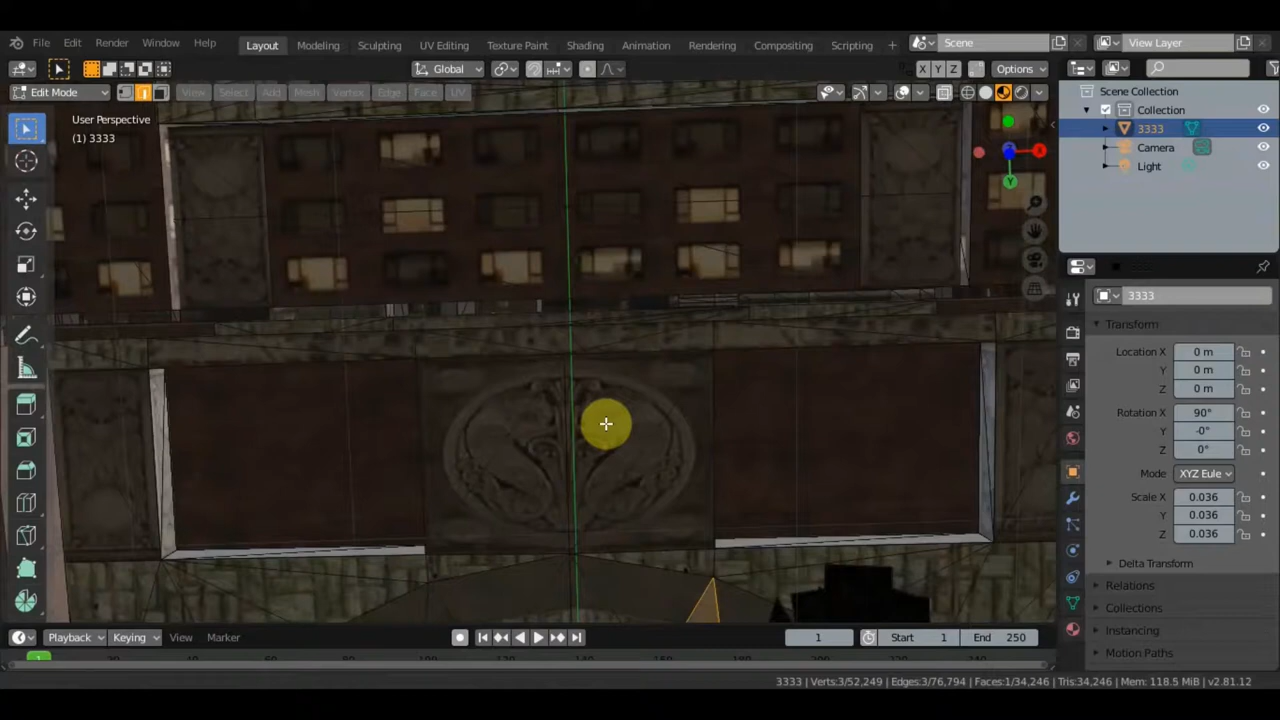 File Edit Render Window Help
Layout Modeling Sculpting UV Editing Texture Paint Shading Animation Rendering Compositing Scripting +
Scene View Layer
Global X Y Z Options
Edit Mode View Select Add Mesh Vertex Edge Face UV
User Perspective
(1) 3333
X
Y
Scene Collection
Collection
3333
Camera
Light
3333
Transform
Location X 0 m
Y 0 m
Z 0 m
Rotation X 90°
Y -0°
Z 0°
Mode XYZ Eule
Scale X 0.036
Y 0.036
Z 0.036
Delta Transform
Relations
Collections
Instancing
Motion Paths
Playback Keying View Marker 1 Start 1 End 250
3333 | Verts:3/52,249 | Edges:3/76,794 | Faces:1/34,246 | Tris:34,246 | Mem: 118.5 MiB | v2.81.12